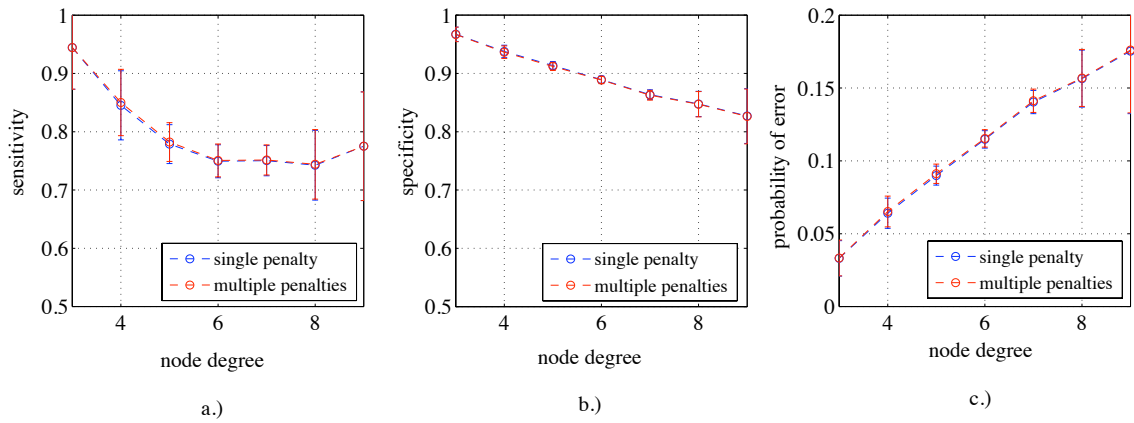 1
0.9
0.8
0.7
0.6
0.5
sensitivity
4
6
8
node degree
single penalty
multiple penalties
a.)
1
0.9
0.8
0.7
0.6
0.5
specificity
4
6
8
node degree
single penalty
multiple penalties
b.)
0.2
0.15
0.1
0.05
0
probability of error
4
6
8
node degree
single penalty
multiple penalties
c.)